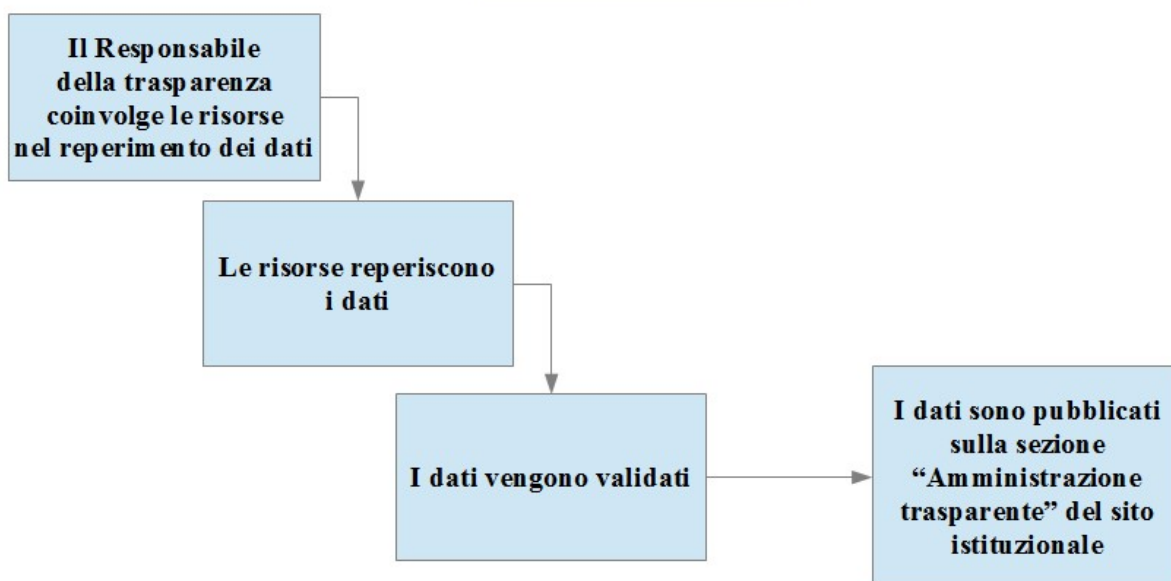 Il Responsabile
della trasparenza
coinvolge le risorse
nel reperimento dei dati
Le risorse reperiscono
i dati
I dati vengono validati
I dati sono pubblicati
sulla sezione
“Amministrazione
trasparente” del sito
istituzionale